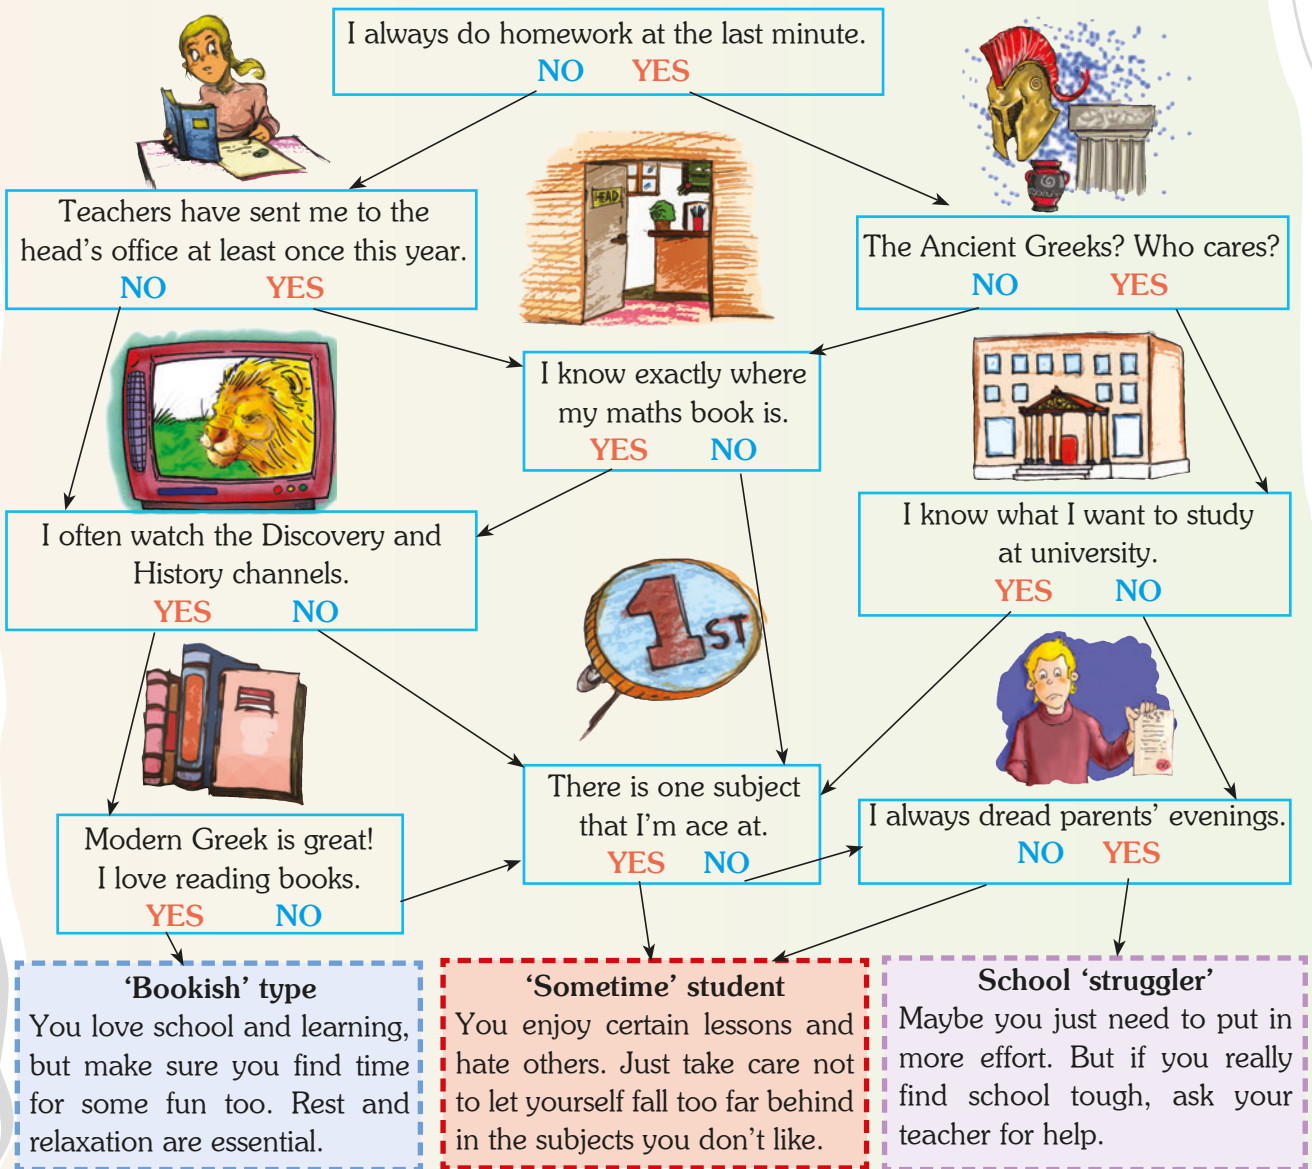 I always do homework at the last minute.
NO YES
HEAD
Teachers have sent me to the
head's office at least once this year.
NO YES
The Ancient Greeks? Who cares?
NO YES
I know exactly where
my maths book is.
YES NO
I often watch the Discovery and
History channels.
YES NO
I know what I want to study
at university.
YES NO
1ST
There is one subject
that I'm ace at.
YES NO
I always dread parents' evenings.
NO YES
Modern Greek is great!
I love reading books.
YES NO
‘Bookish’ type
You love school and learning,
but make sure you find time
for some fun too. Rest and
relaxation are essential.
‘Sometime’ student
You enjoy certain lessons and
hate others. Just take care not
to let yourself fall too far behind
in the subjects you don't like.
School ‘struggler’
Maybe you just need to put in
more effort. But if you really
find school tough, ask your
teacher for help.